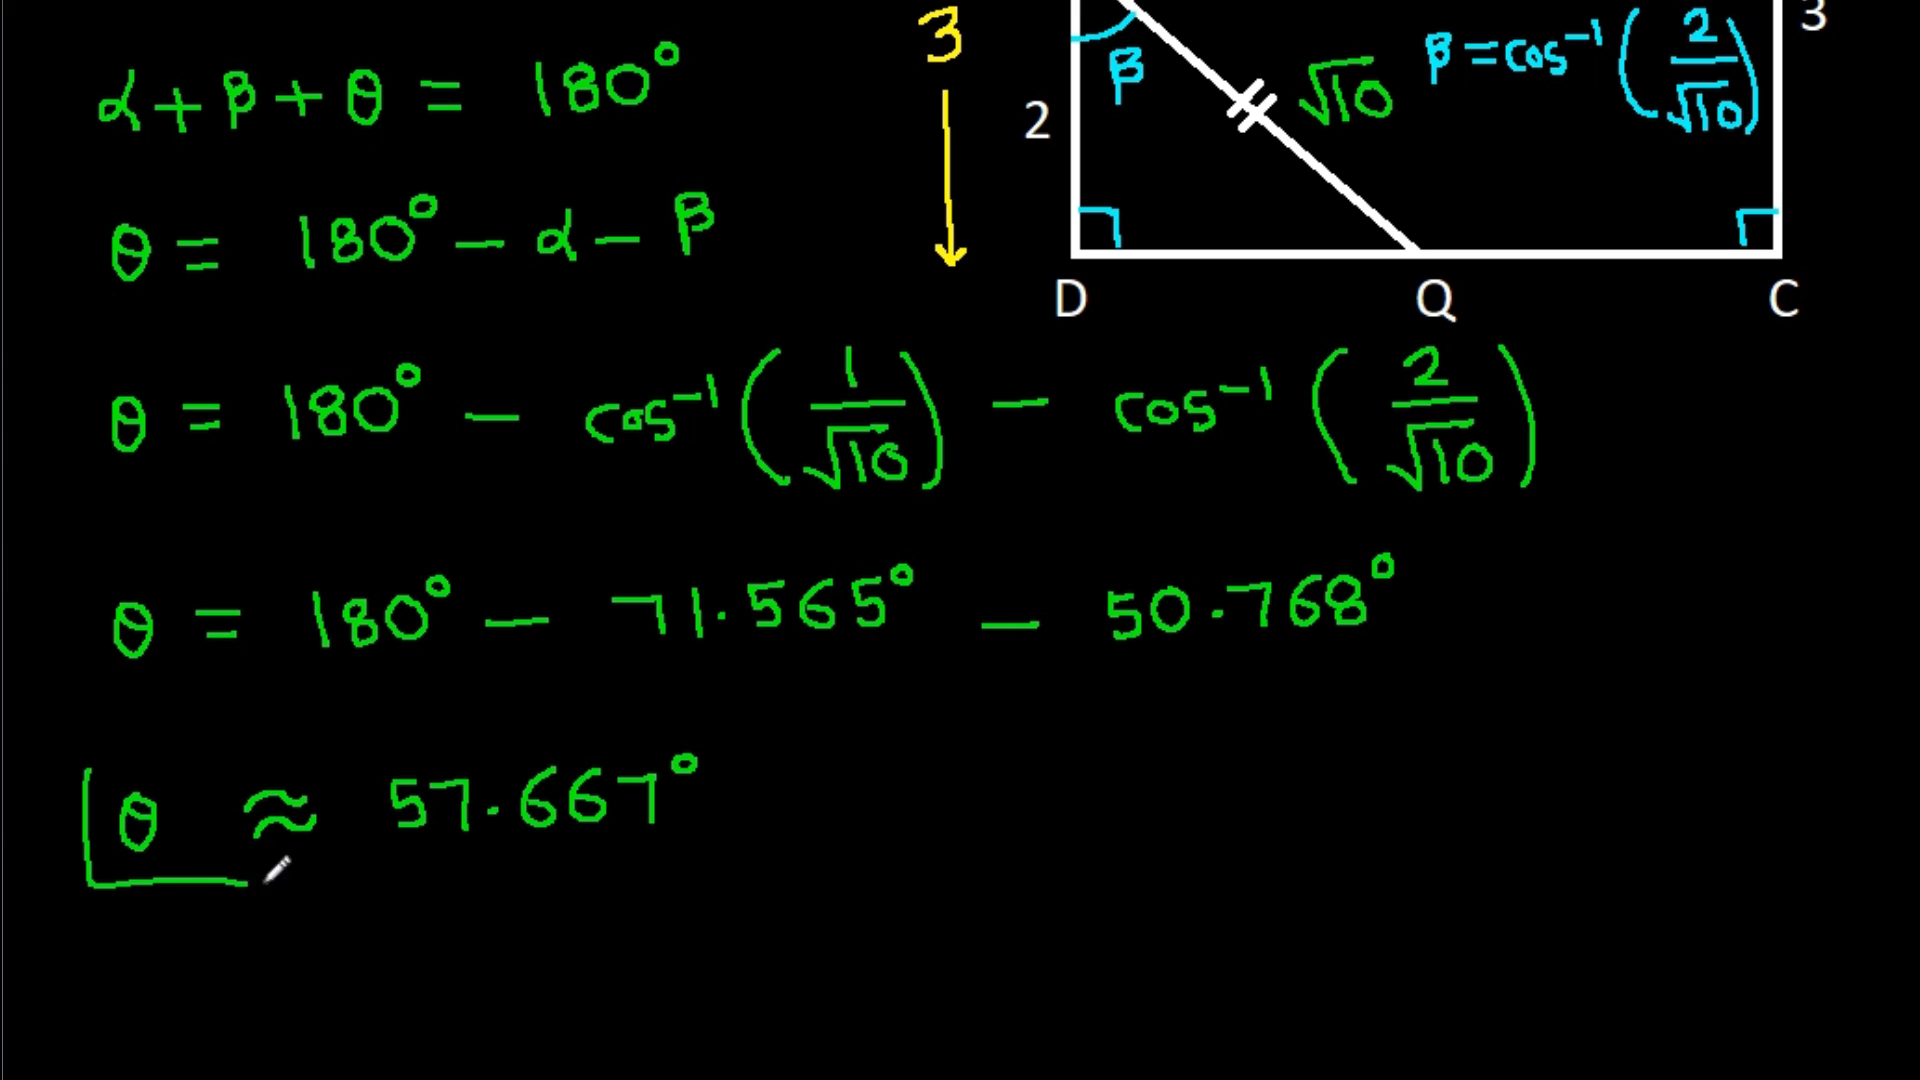 α + β + θ = 180°
3
2
β
√10
β = cos⁻¹(2/√10)
3
θ = 180° - α - β
D Q C
θ = 180° - cos⁻¹(1/√10) - cos⁻¹(2/√10)
θ = 180° - 71.565° - 50.768°
θ ≈ 57.667°